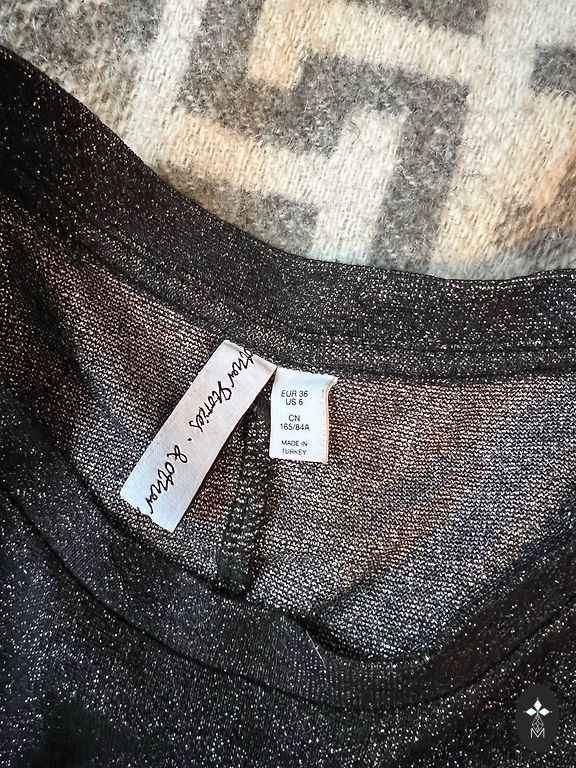 other Stories · & other
EUR 36
US 6
CN
165/84A
MADE IN
TURKEY
M